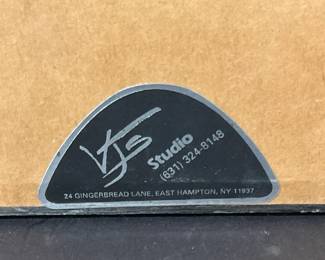 VJS
Studio
(631) 324-8148
24 GINGERBREAD LANE, EAST HAMPTON, NY 11937